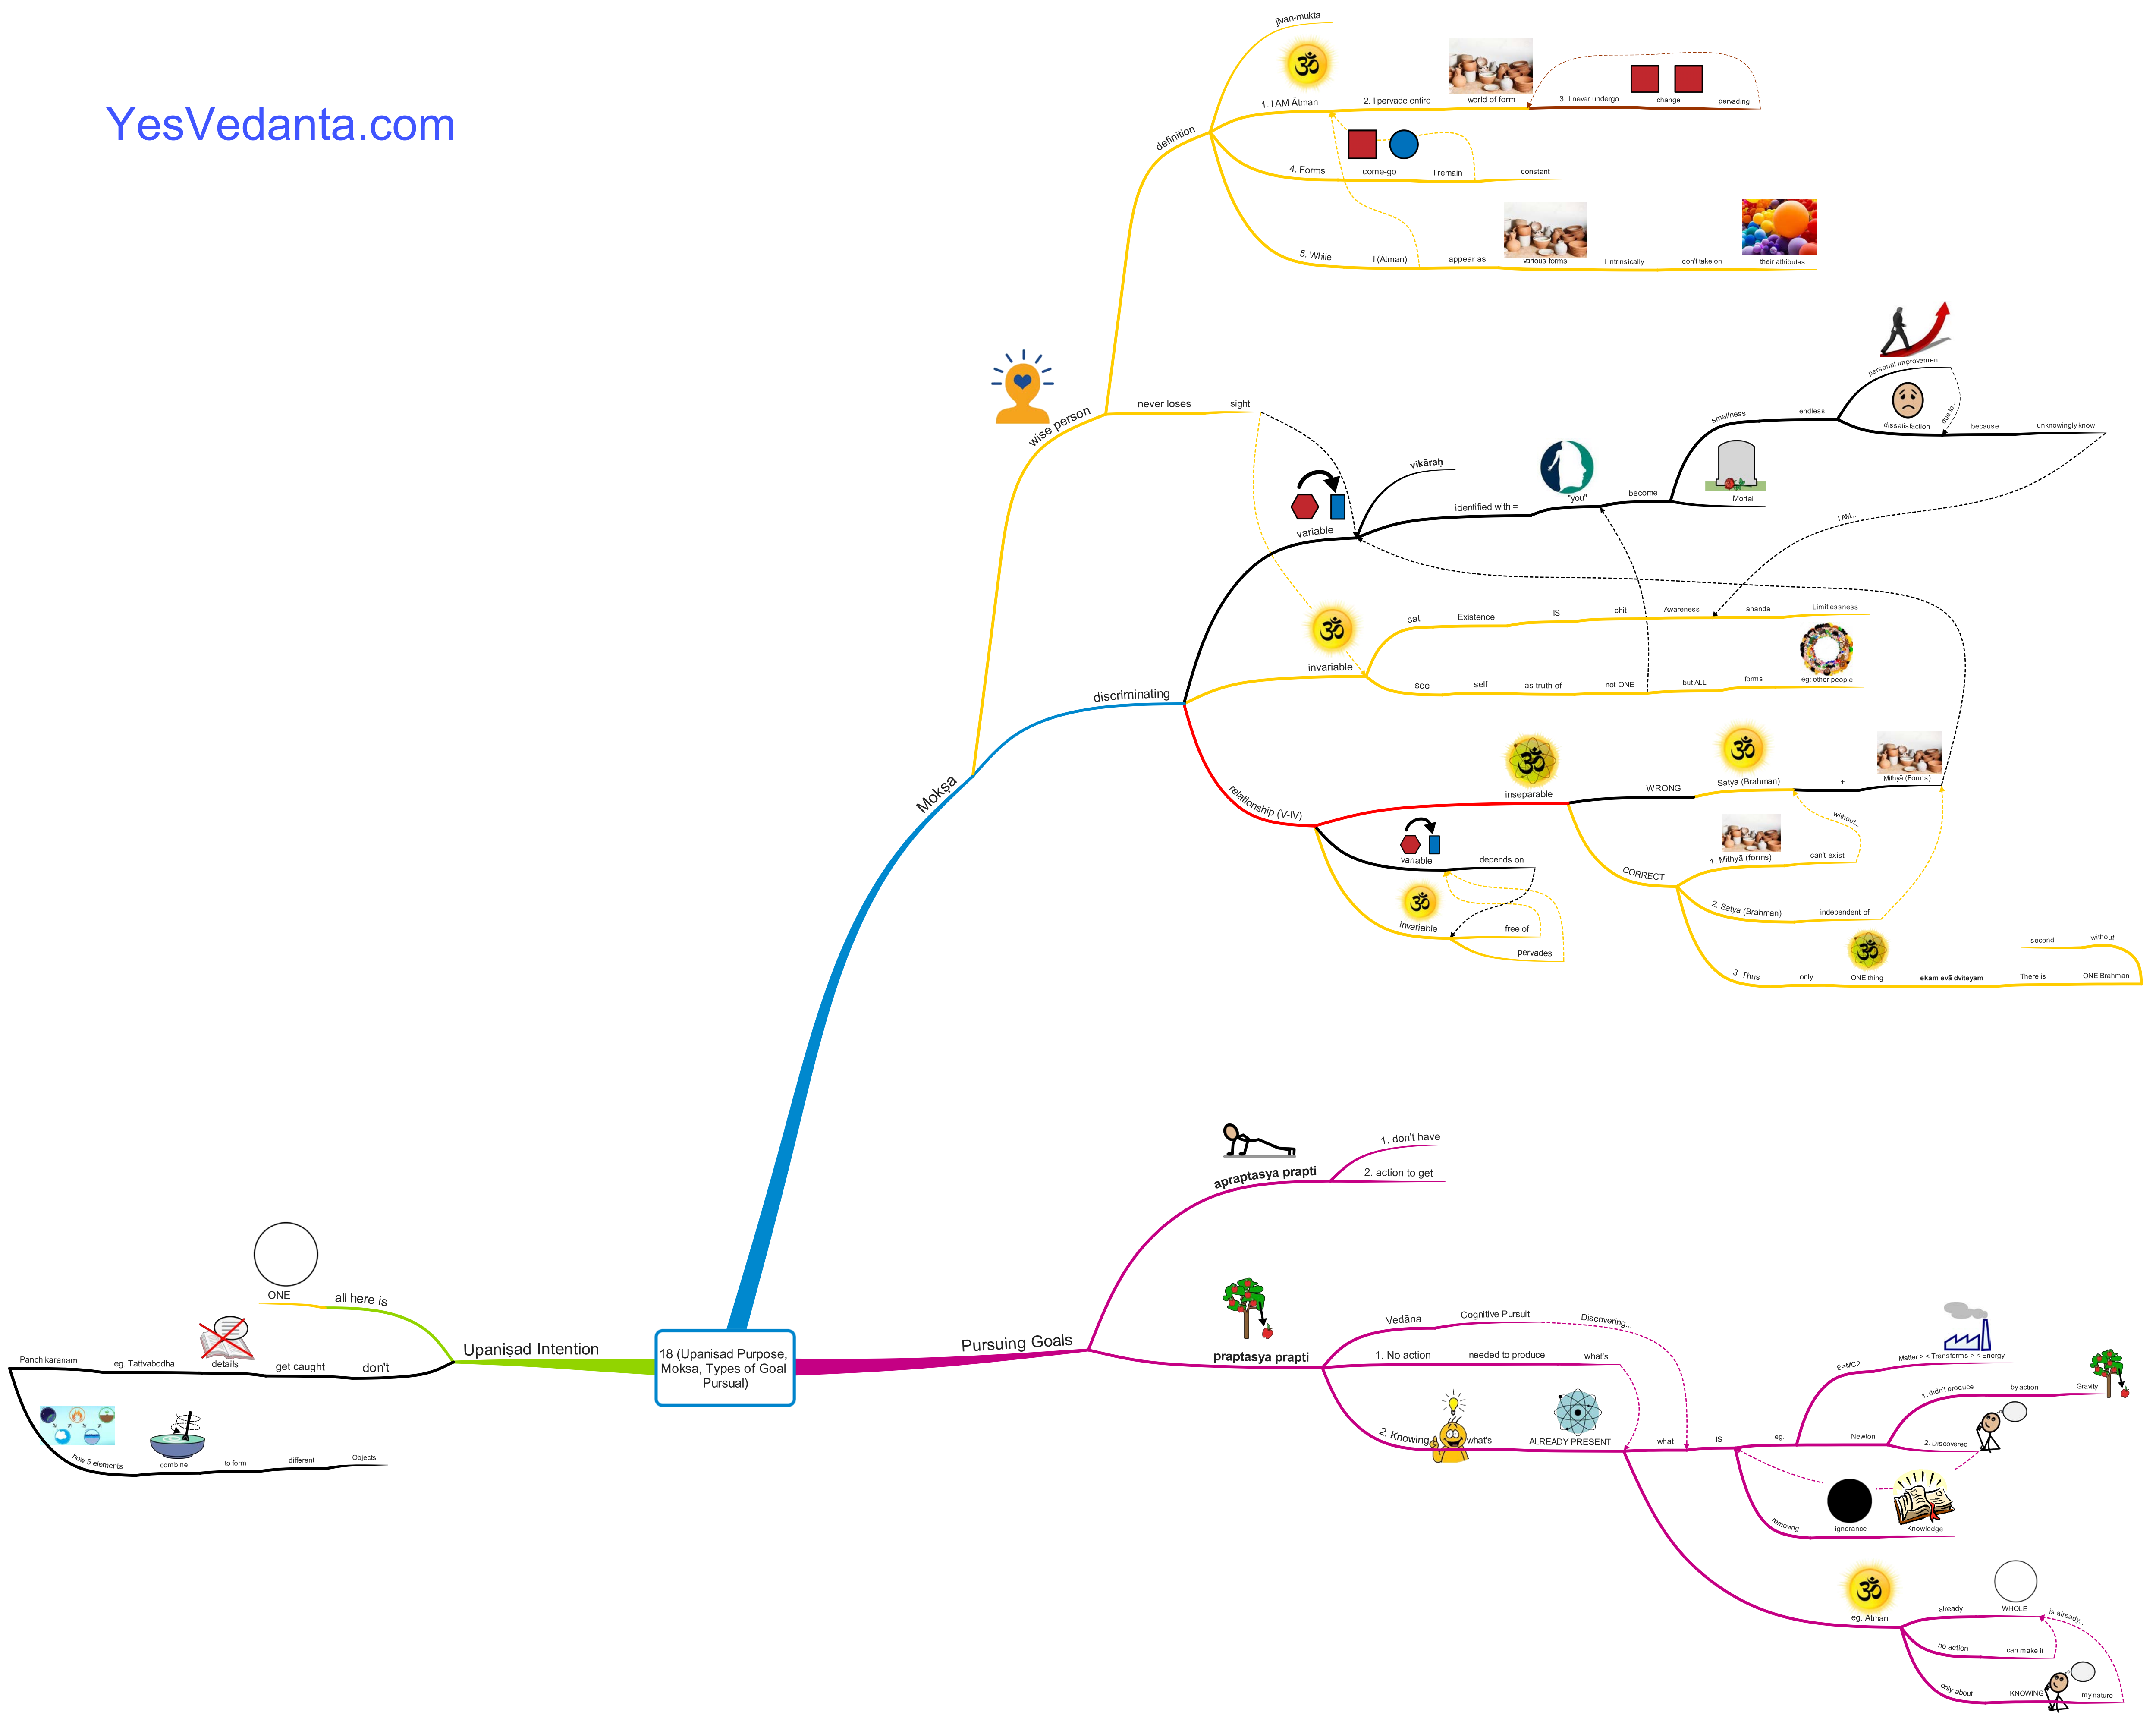 YesVedanta.com
jīvan-mukta
definition
1. I AM Ātman
2. I pervade entire
world of form
3. I never undergo
change
pervading
4. Forms
come-go
I remain
constant
5. While
I (Ātman)
appear as
various forms
I intrinsically
don't take on
their attributes
wise person
never loses
sight
discriminating
variable
vikāraḥ
identified with =
"you"
become
smallness
endless
personal improvement
due to...
dissatisfaction
because
unknowingly know
Mortal
I AM...
invariable
sat
Existence
IS
chit
Awareness
ananda
Limitlessness
see
self
as truth of
not ONE
but ALL
forms
eg: other people
relationship (V-IV)
inseparable
WRONG
Satya (Brahman)
+
Mithyā (Forms)
CORRECT
1. Mithyā (forms)
can't exist
without...
2. Satya (Brahman)
independent of
3. Thus
only
ONE thing
ekam evā dviteyam
There is
ONE Brahman
without
second
variable
depends on
invariable
free of
pervades
Mokṣa
18 (Upanisad Purpose,
Moksa, Types of Goal
Pursual)
Upaniṣad Intention
all here is
ONE
don't
get caught
details
eg. Tattvabodha
Panchikaranam
how 5 elements
combine
to form
different
Objects
Pursuing Goals
apraptasya prapti
1. don't have
2. action to get
praptasya prapti
Vedāna
Cognitive Pursuit
Discovering...
1. No action
needed to produce
what's
2. Knowing
what's
ALREADY PRESENT
what
IS
eg.
E=MC2
Matter > < Transforms > < Energy
Newton
1. didn't produce
by action
Gravity
2. Discovered
removing
ignorance
Knowledge
eg. Ātman
already
WHOLE
is already...
no action
can make it
only about
KNOWING
my nature